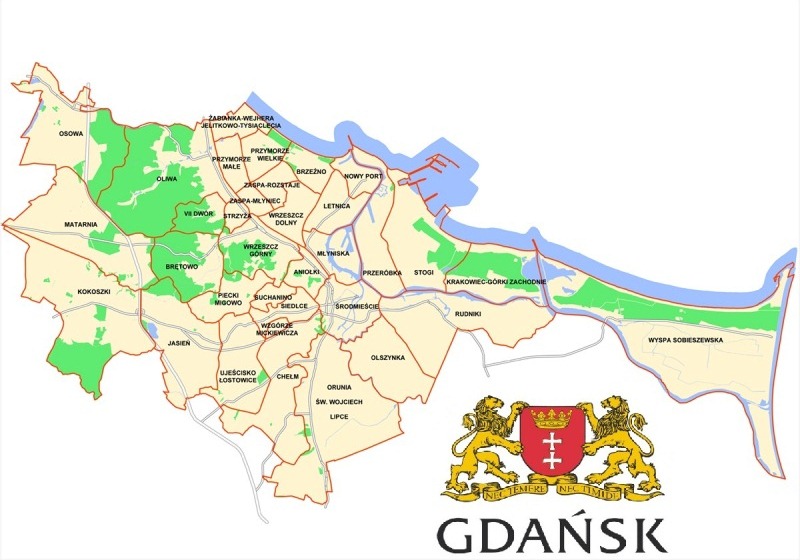 ŻABIANKA-WEJHERA
JELITKOWO-TYSIĄCLECIA
OSOWA
PRZYMORZE
WIELKIE
PRZYMORZE
MAŁE
BRZEŹNO
OLIWA
NOWY PORT
ZASPA-ROZSTAJE
ZASPA-MŁYNIEC
LETNICA
VII DWÓR
STRZYŻA
WRZESZCZ
DOLNY
MATARNIA
WRZESZCZ
GÓRNY
MŁYNISKA
BRĘTOWO
ANIOŁKI
PRZERÓBKA
STOGI
KRAKOWIEC-GÓRKI ZACHODNIE
KOKOSZKI
PIECKI
MIGOWO
SUCHANINO
SIEDLCE
ŚRÓDMIEŚCIE
RUDNIKI
WZGÓRZE
MICKIEWICZA
JASIEŃ
WYSPA SOBIESZEWSKA
OLSZYNKA
UJEŚCISKO
ŁOSTOWICE
CHEŁM
ORUNIA
ŚW. WOJCIECH
LIPCE
NEC TEMERE NEC TIMIDE
GDAŃSK